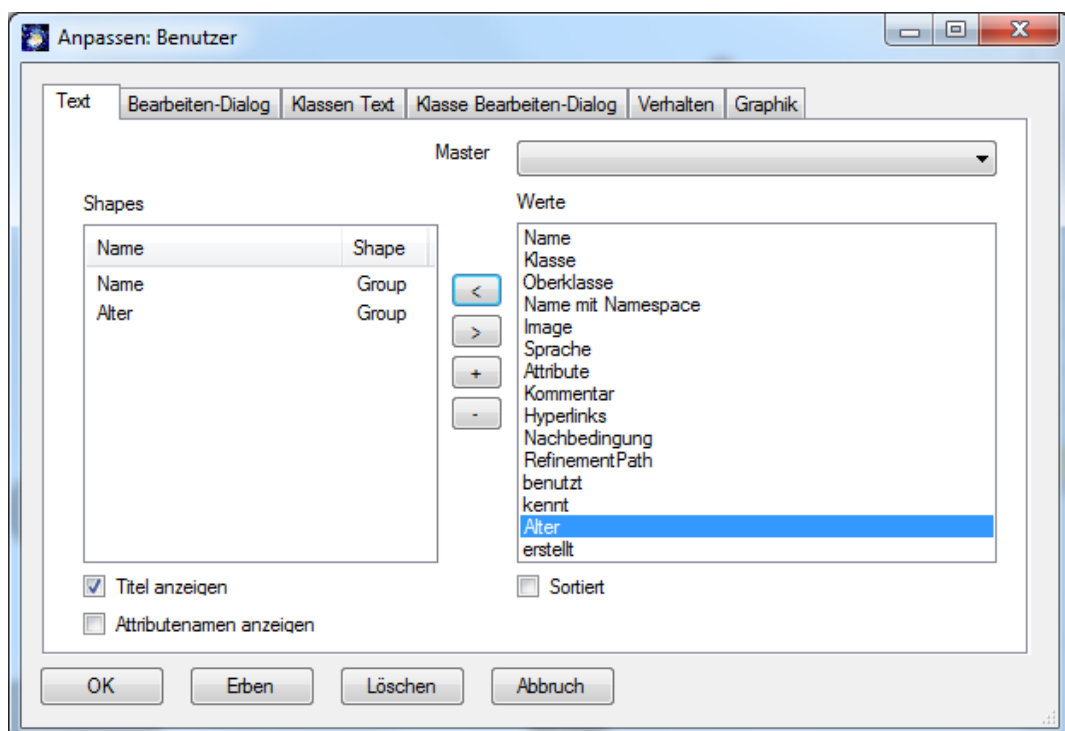 Anpassen: Benutzer
Text Bearbeiten-Dialog Klassen Text Klasse Bearbeiten-Dialog Verhalten Graphik
Master
Shapes
Name Shape
Name Group
Alter Group
<
>
+
-
Werte
Name
Klasse
Oberklasse
Name mit Namespace
Image
Sprache
Attribute
Kommentar
Hyperlinks
Nachbedingung
RefinementPath
benutzt
kennt
Alter
erstellt
Titel anzeigen
Sortiert
Attributenamen anzeigen
OK Erben Löschen Abbruch